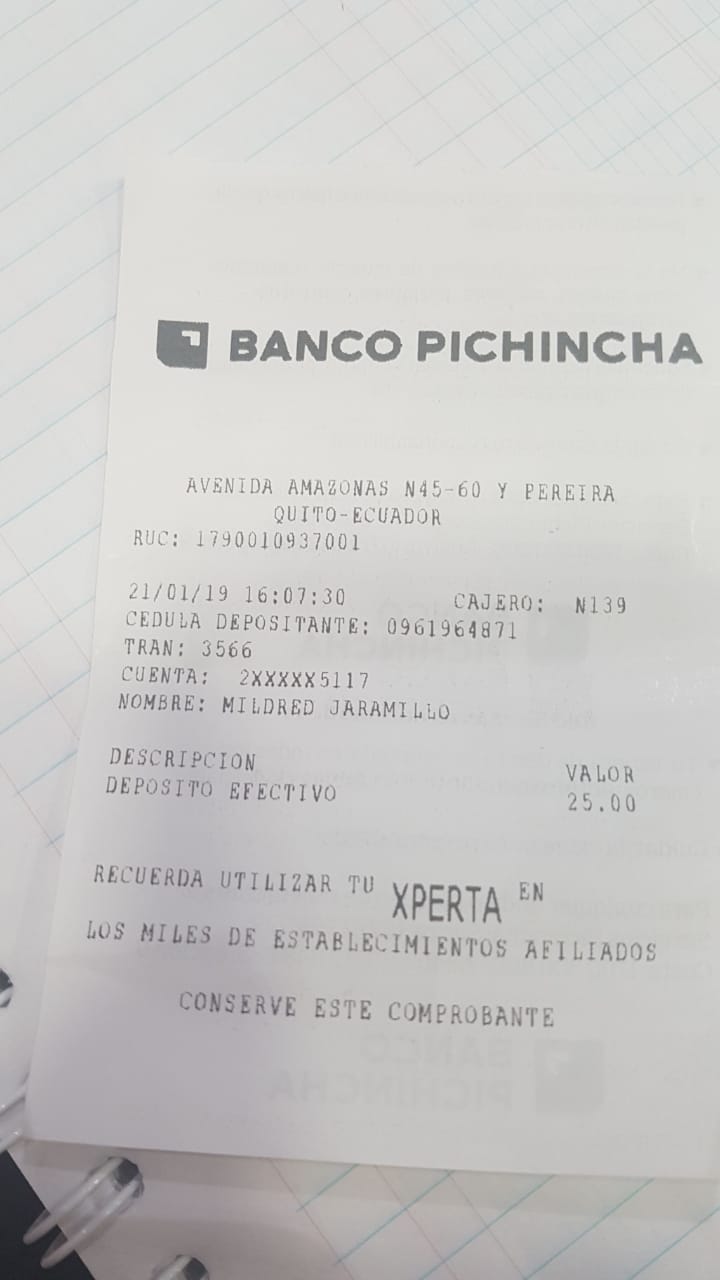 BANCO PICHINCHA
AVENIDA AMAZONAS N45-60 Y PEREIRA
QUITO-ECUADOR
RUC: 1790010937001
21/01/19 16:07:30 CAJERO: N139
CEDULA DEPOSITANTE: 0961964871
TRAN: 3566
CUENTA: 2XXXXX5117
NOMBRE: MILDRED JARAMILLO
DESCRIPCION VALOR
DEPOSITO EFECTIVO 25.00
RECUERDA UTILIZAR TU XPERTA EN
LOS MILES DE ESTABLECIMIENTOS AFILIADOS
CONSERVE ESTE COMPROBANTE
BANCO
PICHINCHA